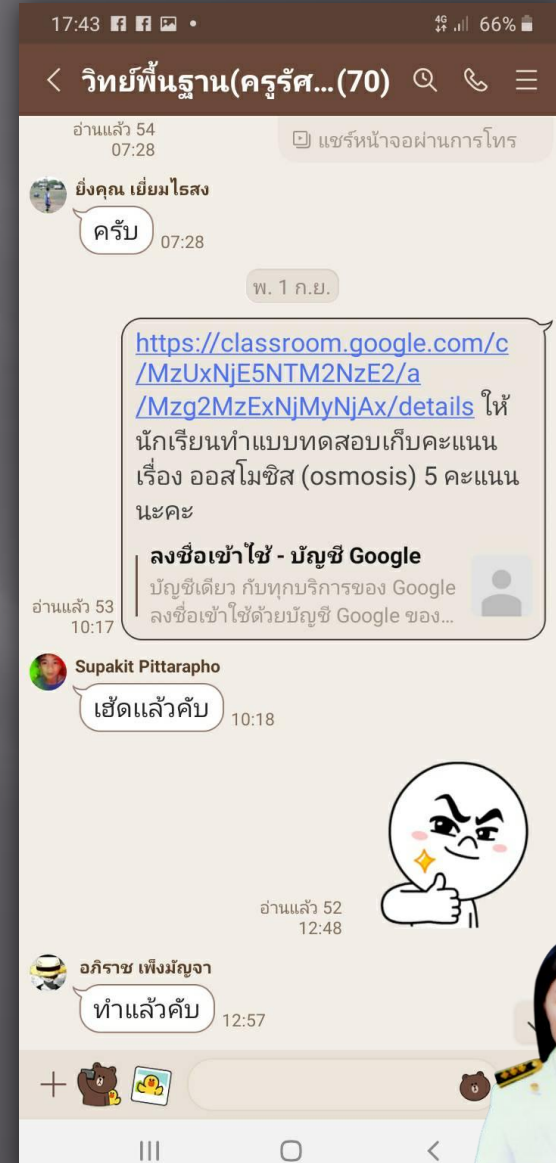 17:43
4G 66%
วิทย์พื้นฐาน(ครูรัศ...(70)
อ่านแล้ว 54
07:28
แชร์หน้าจอผ่านการโทร
ยิ่งคุณ เยี่ยมไธสง
ครับ
07:28
พ. 1 ก.ย.
https://classroom.google.com/c
/MzUxNjE5NTM2NzE2/a
/Mzg2MzExNjMyNjAx/details ให้
นักเรียนทำแบบทดสอบเก็บคะแนน
เรื่อง ออสโมซิส (osmosis) 5 คะแนน
นะคะ
ลงชื่อเข้าใช้ - บัญชี Google
บัญชีเดียว กับทุกบริการของ Google
ลงชื่อเข้าใช้ด้วยบัญชี Google ของ...
อ่านแล้ว 53
10:17
Supakit Pittarapho
เฮ้ดแล้วคับ
10:18
อ่านแล้ว 52
12:48
อภิราช เพ็งมัญจา
ทำแล้วคับ
12:57